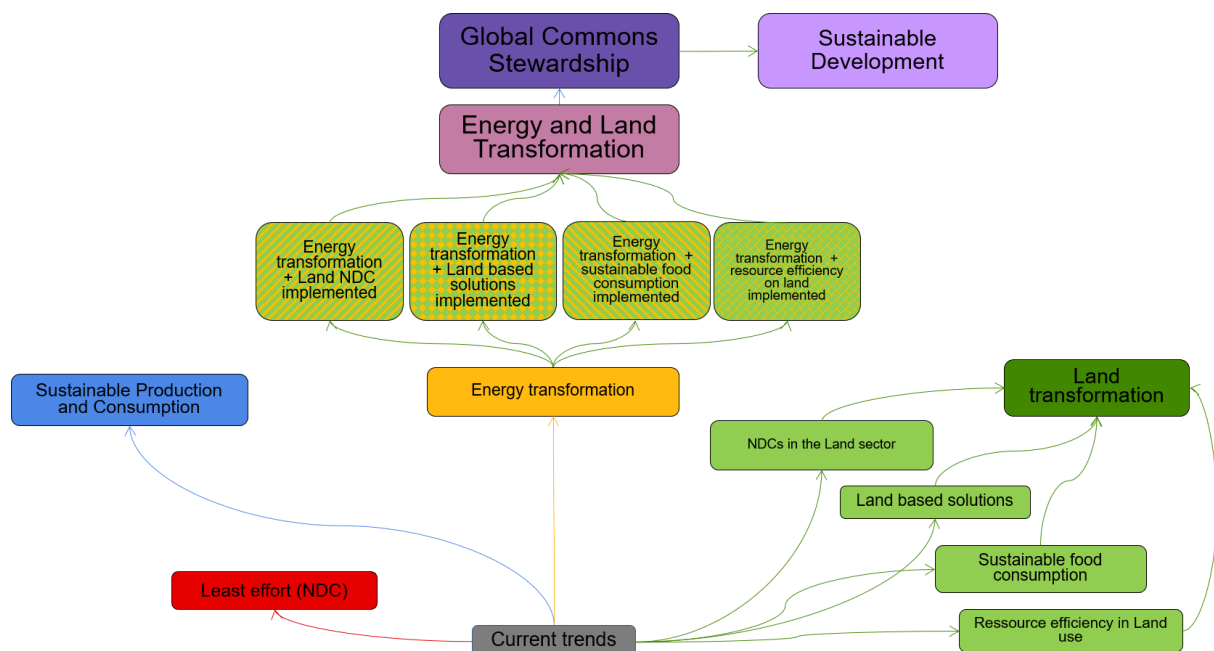 Global Commons
Stewardship
Sustainable
Development
Energy and Land
Transformation
Energy
transformation
+ Land NDC
implemented
Energy
transformation
+ Land based
solutions
implemented
Energy
transformation +
sustainable food
consumption
implemented
Energy
transformation +
resource efficiency
on land
implemented
Sustainable Production
and Consumption
Energy transformation
Land
transformation
NDCs in the Land sector
Land based solutions
Sustainable food
consumption
Least effort (NDC)
Current trends
Ressource efficiency in Land
use